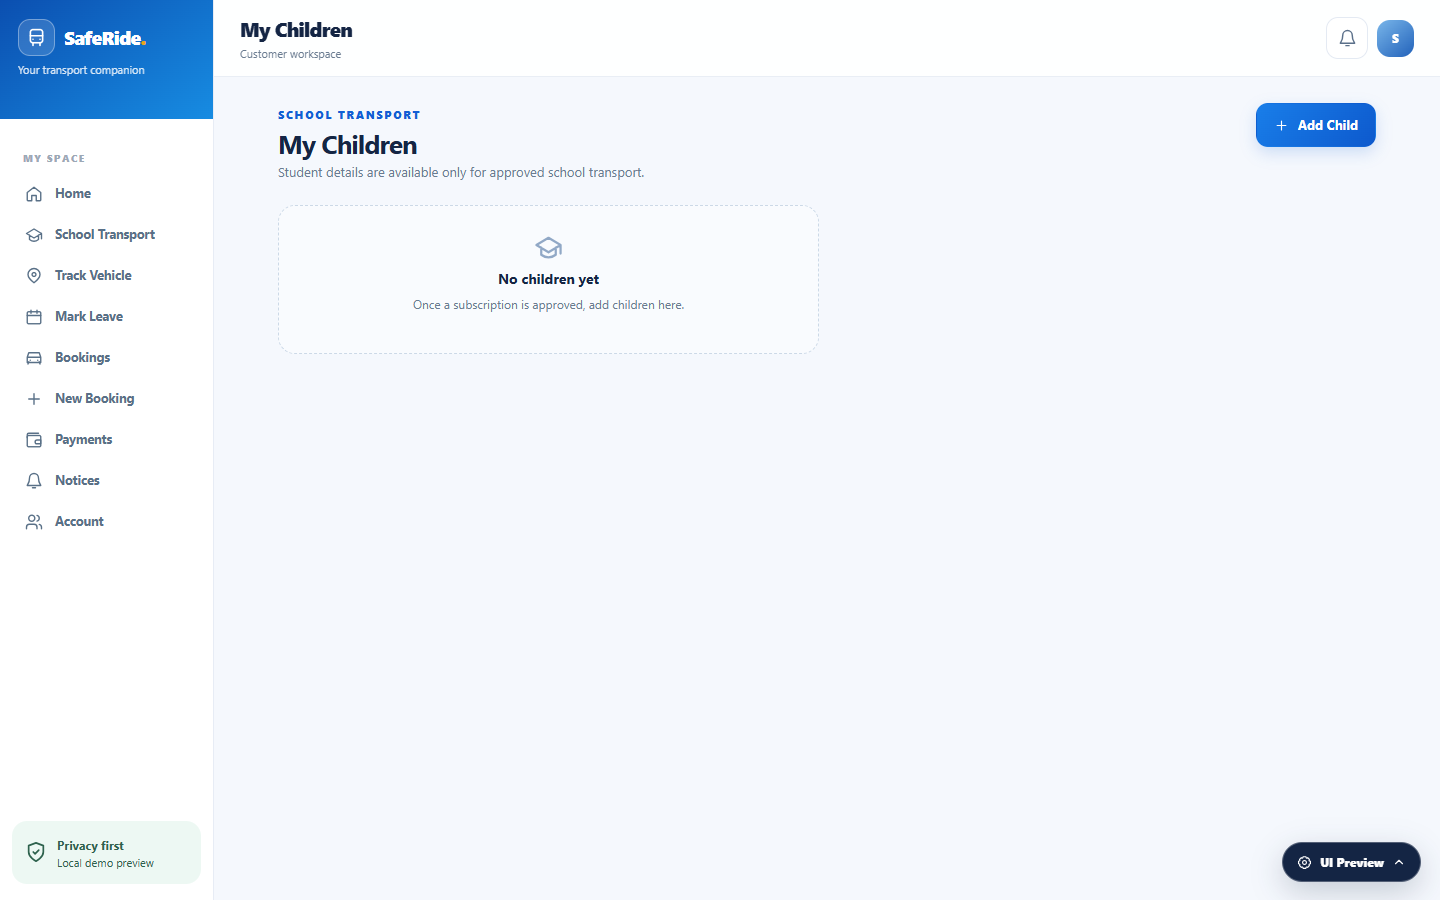 SafeRide.
Your transport companion
MY SPACE
Home
School Transport
Track Vehicle
Mark Leave
Bookings
New Booking
Payments
Notices
Account
Privacy first
Local demo preview
My Children
Customer workspace
S
SCHOOL TRANSPORT
My Children
Student details are available only for approved school transport.
Add Child
No children yet
Once a subscription is approved, add children here.
UI Preview